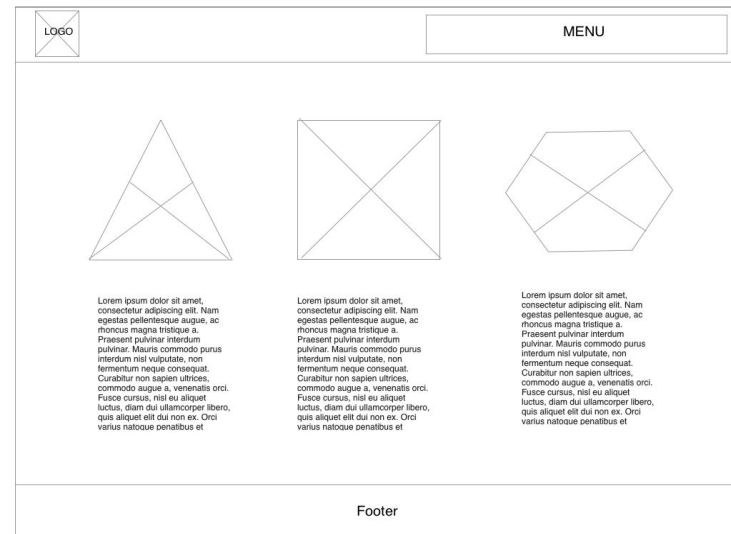 LOGO
MENU
Lorem ipsum dolor sit amet,
consectetur adipiscing elit. Nam
egestas pellentesque augue, ac
rhoncus magna tristique a.
Praesent pulvinar interdum
pulvinar. Mauris commodo purus
interdum nisl vulputate, non
fermentum neque consequat.
Curabitur non sapien ultrices,
commodo augue a, venenatis orci.
Fusce cursus, nisl eu aliquet
luctus, diam dui ullamcorper libero,
quis aliquet elit dui non ex. Orci
varius natoque penatibus et
Lorem ipsum dolor sit amet,
consectetur adipiscing elit. Nam
egestas pellentesque augue, ac
rhoncus magna tristique a.
Praesent pulvinar interdum
pulvinar. Mauris commodo purus
interdum nisl vulputate, non
fermentum neque consequat.
Curabitur non sapien ultrices,
commodo augue a, venenatis orci.
Fusce cursus, nisl eu aliquet
luctus, diam dui ullamcorper libero,
quis aliquet elit dui non ex. Orci
varius natoque penatibus et
Lorem ipsum dolor sit amet,
consectetur adipiscing elit. Nam
egestas pellentesque augue, ac
rhoncus magna tristique a.
Praesent pulvinar interdum
pulvinar. Mauris commodo purus
interdum nisl vulputate, non
fermentum neque consequat.
Curabitur non sapien ultrices,
commodo augue a, venenatis orci.
Fusce cursus, nisl eu aliquet
luctus, diam dui ullamcorper libero,
quis aliquet elit dui non ex. Orci
varius natoque penatibus et
Footer